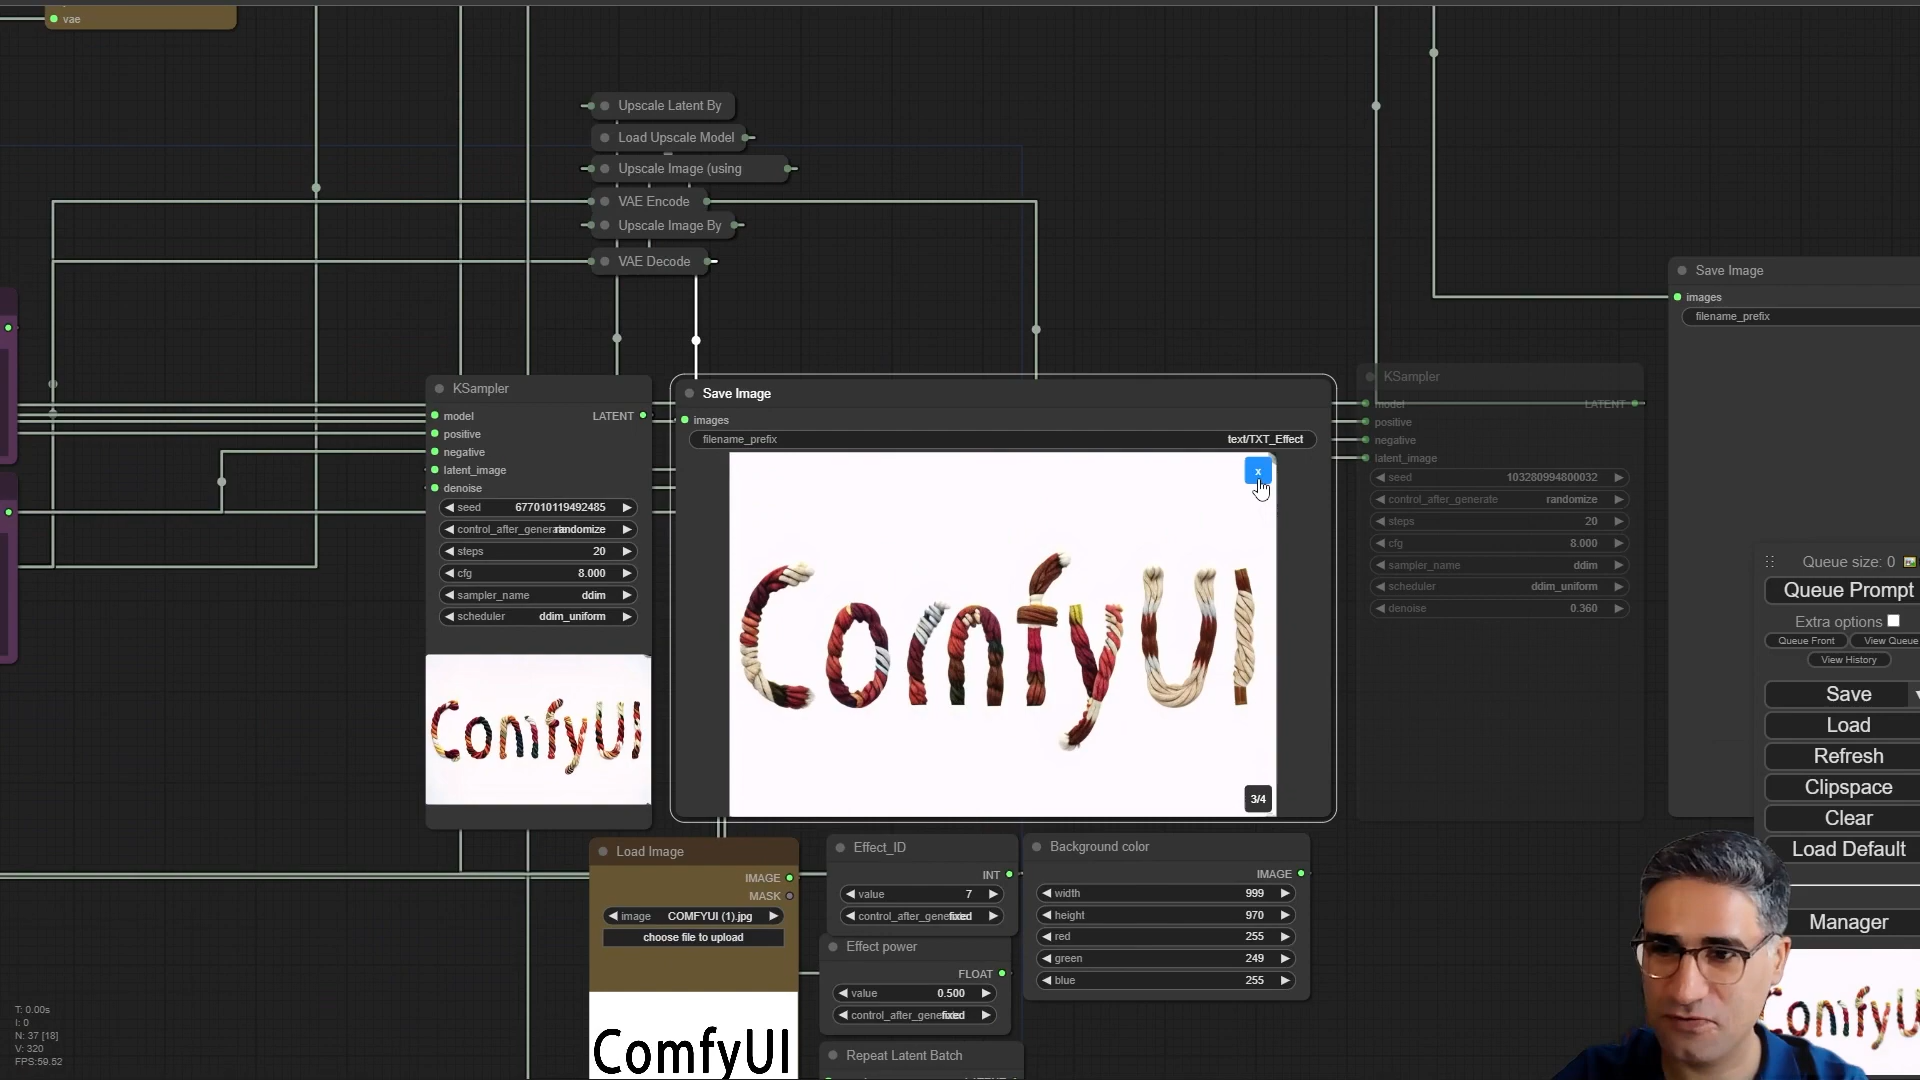 vae
Upscale Latent By
Load Upscale Model
Upscale Image (using
VAE Encode
Upscale Image By
VAE Decode
Save Image
images
filename_prefix
KSampler
model
LATENT
positive
negative
latent_image
denoise
seed 677010119492485
control_after_genera randomize
steps 20
cfg 8.000
sampler_name ddim
scheduler ddim_uniform
ComfyUI
Save Image
images
filename_prefix text/TXT_Effect
x
ComfyUI
3/4
KSampler
model
LATENT
positive
negative
latent_image
seed 103280994800032
control_after_generate randomize
steps 20
cfg 8.000
sampler_name ddim
scheduler ddim_uniform
denoise 0.360
Queue size: 0
Queue Prompt
Extra options
Queue Front View Queue
View History
Save
Load
Refresh
Clipspace
Clear
Load Default
Manager
Load Image
IMAGE
MASK
image COMFYUI (1).jpg
choose file to upload
ComfyUI
Effect_ID
INT
value 7
control_after_gene fixed
Effect power
FLOAT
value 0.500
control_after_gene fixed
Repeat Latent Batch
Background color
IMAGE
width 999
height 970
red 255
green 249
blue 255
T: 0.00s
I: 0
N: 37 [18]
V: 320
FPS:59.52